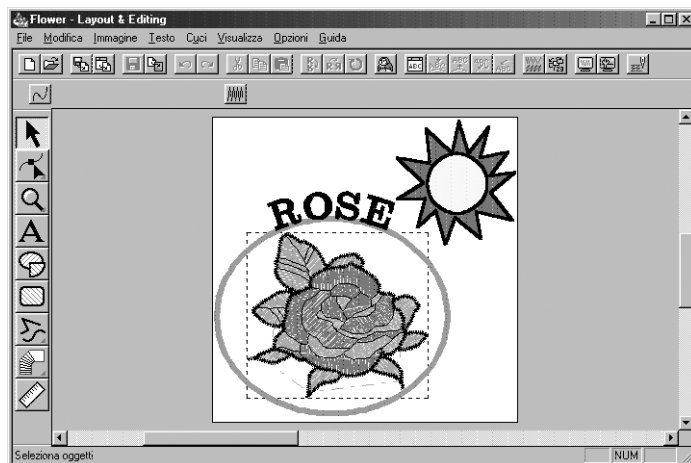 Flower - Layout & Editing
File Modifica Immagine Testo Cuci Visualizza Opzioni Guida
ROSE
A
Seleziona oggetti
NUM